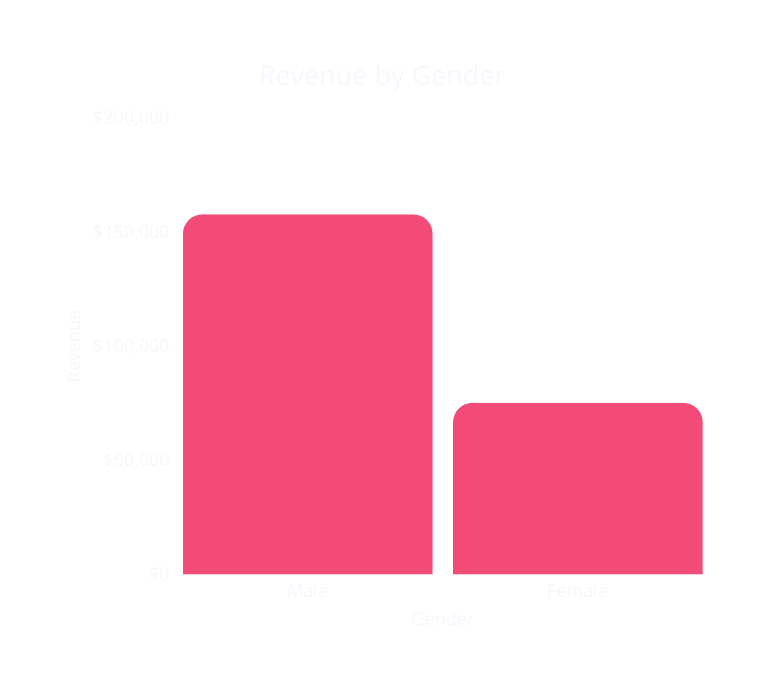 Revenue by Gender
$200,000
$150,000
$100,000
$50,000
$0
Revenue
Male
Female
Gender